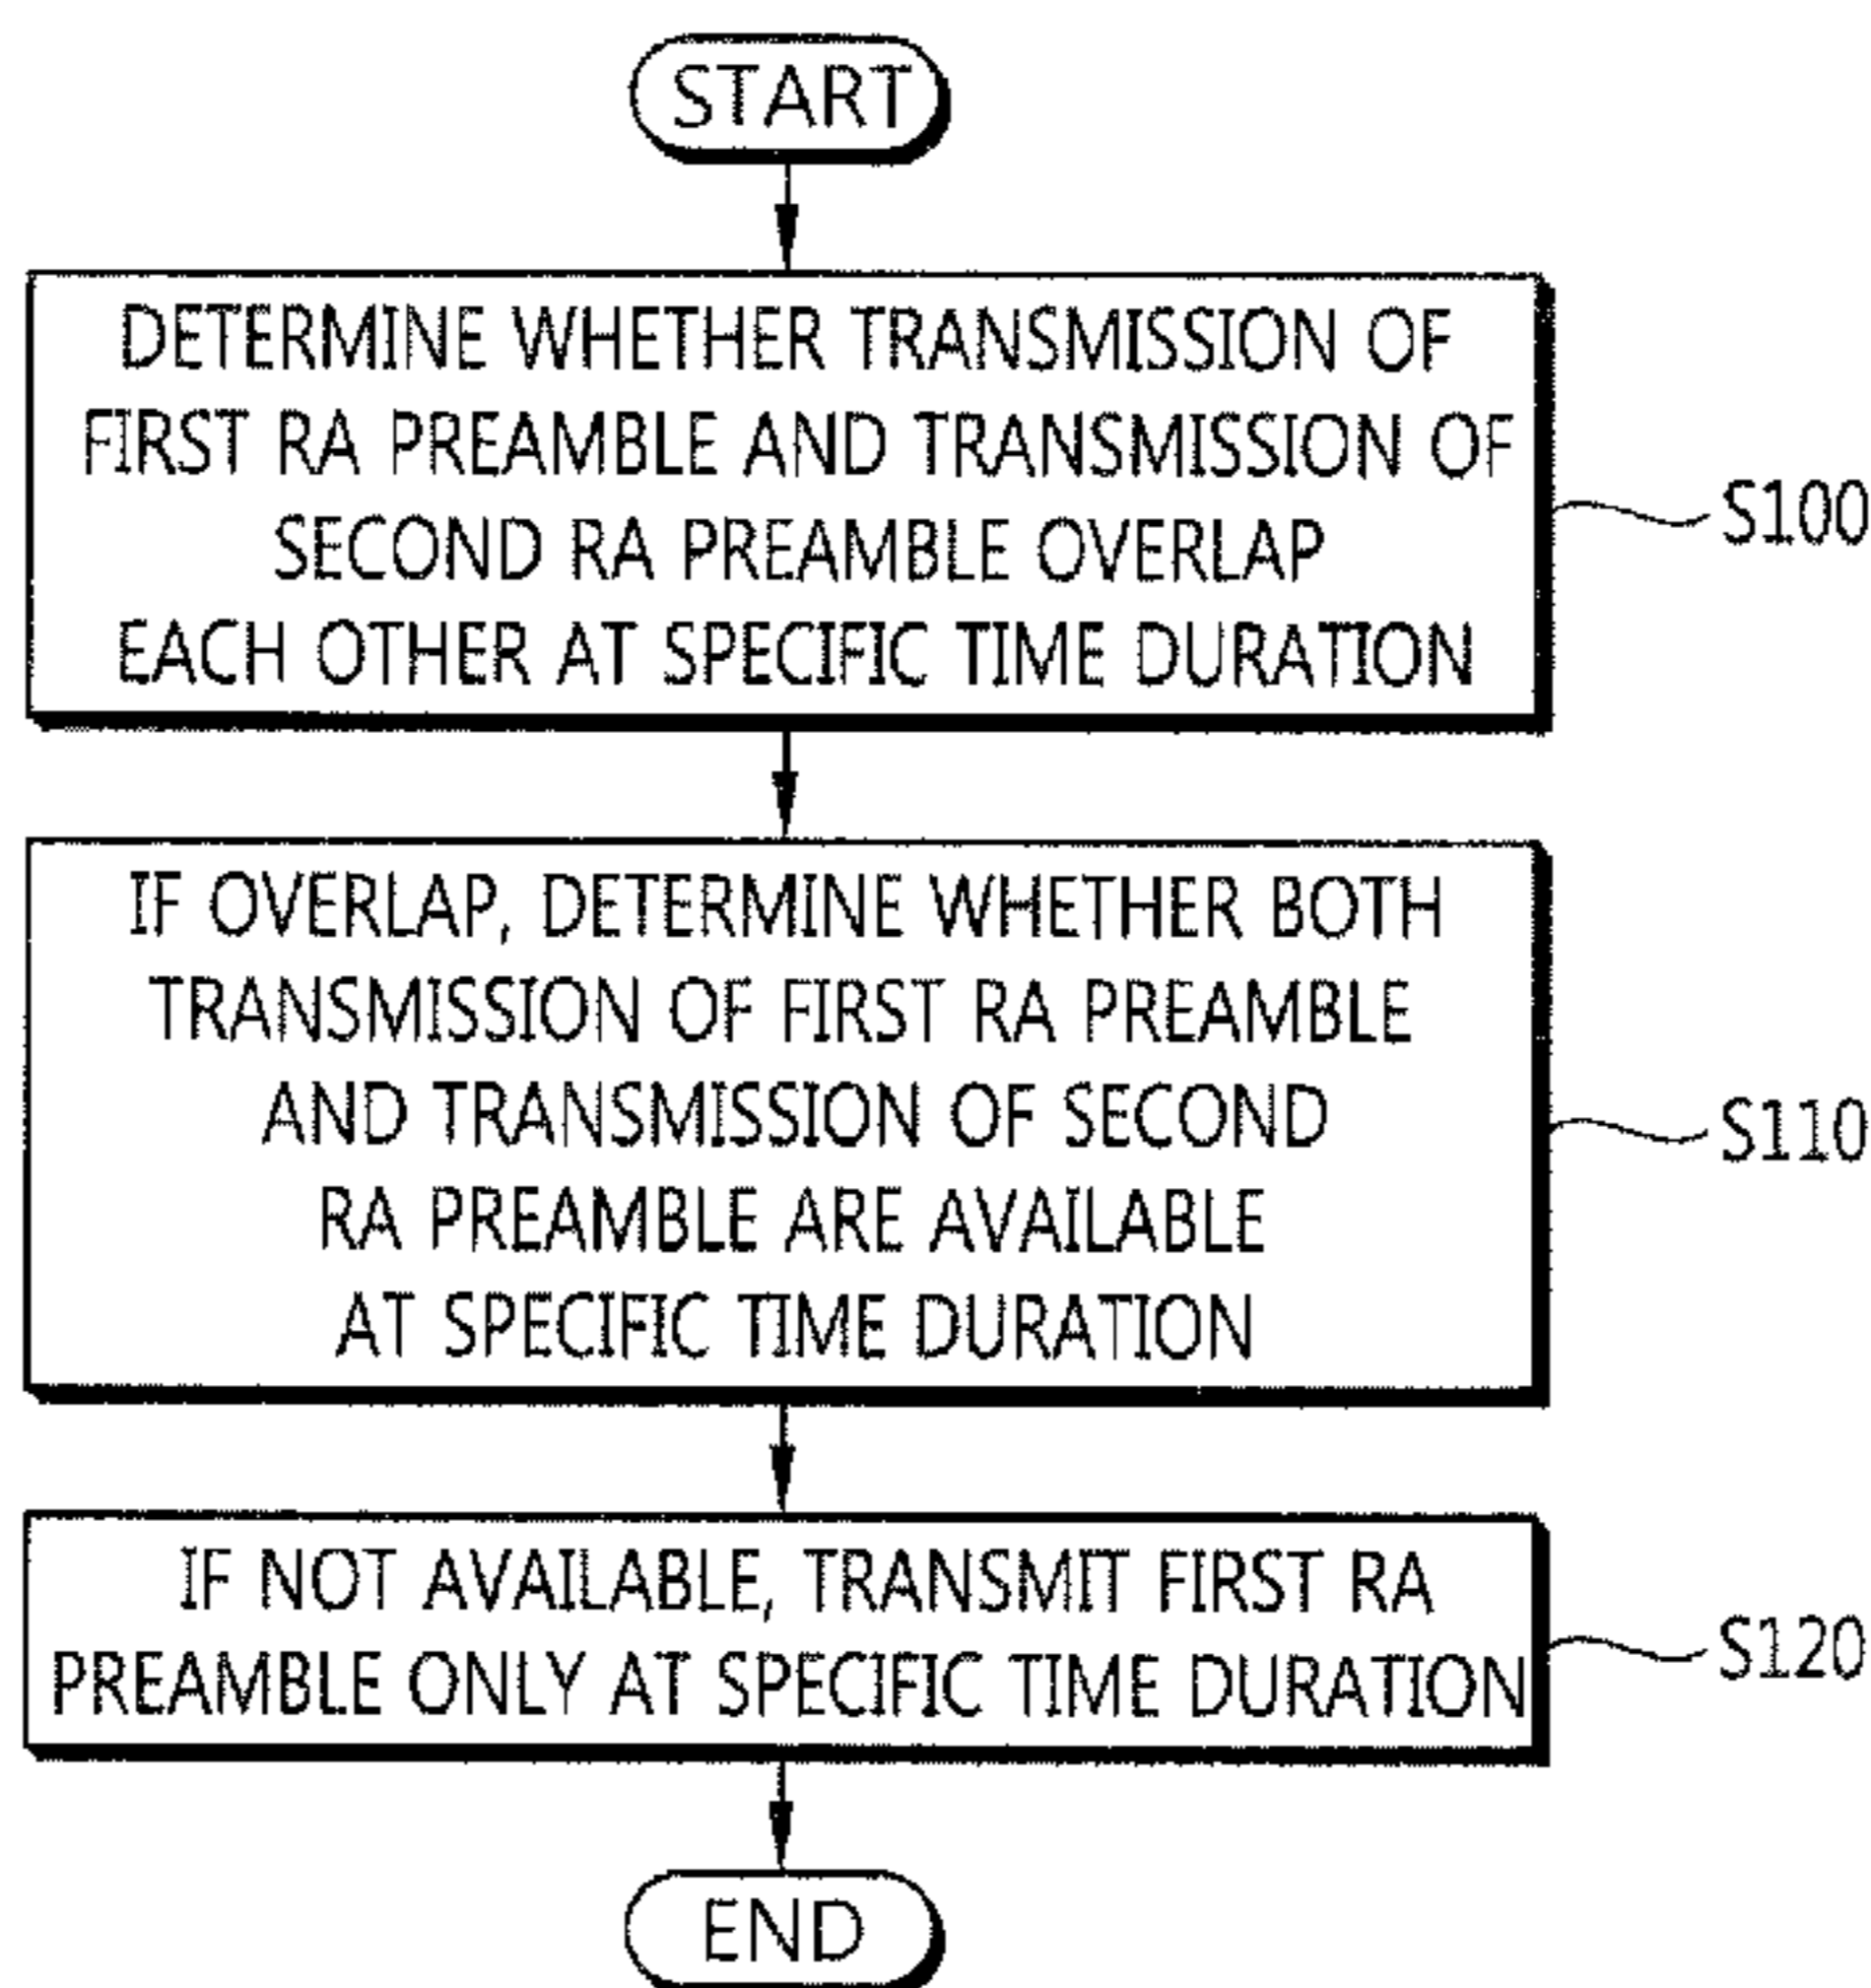 START
DETERMINE WHETHER TRANSMISSION OF
FIRST RA PREAMBLE AND TRANSMISSION OF
SECOND RA PREAMBLE OVERLAP
EACH OTHER AT SPECIFIC TIME DURATION
S100
IF OVERLAP, DETERMINE WHETHER BOTH
TRANSMISSION OF FIRST RA PREAMBLE
AND TRANSMISSION OF SECOND
RA PREAMBLE ARE AVAILABLE
AT SPECIFIC TIME DURATION
S110
IF NOT AVAILABLE, TRANSMIT FIRST RA
PREAMBLE ONLY AT SPECIFIC TIME DURATION
S120
END